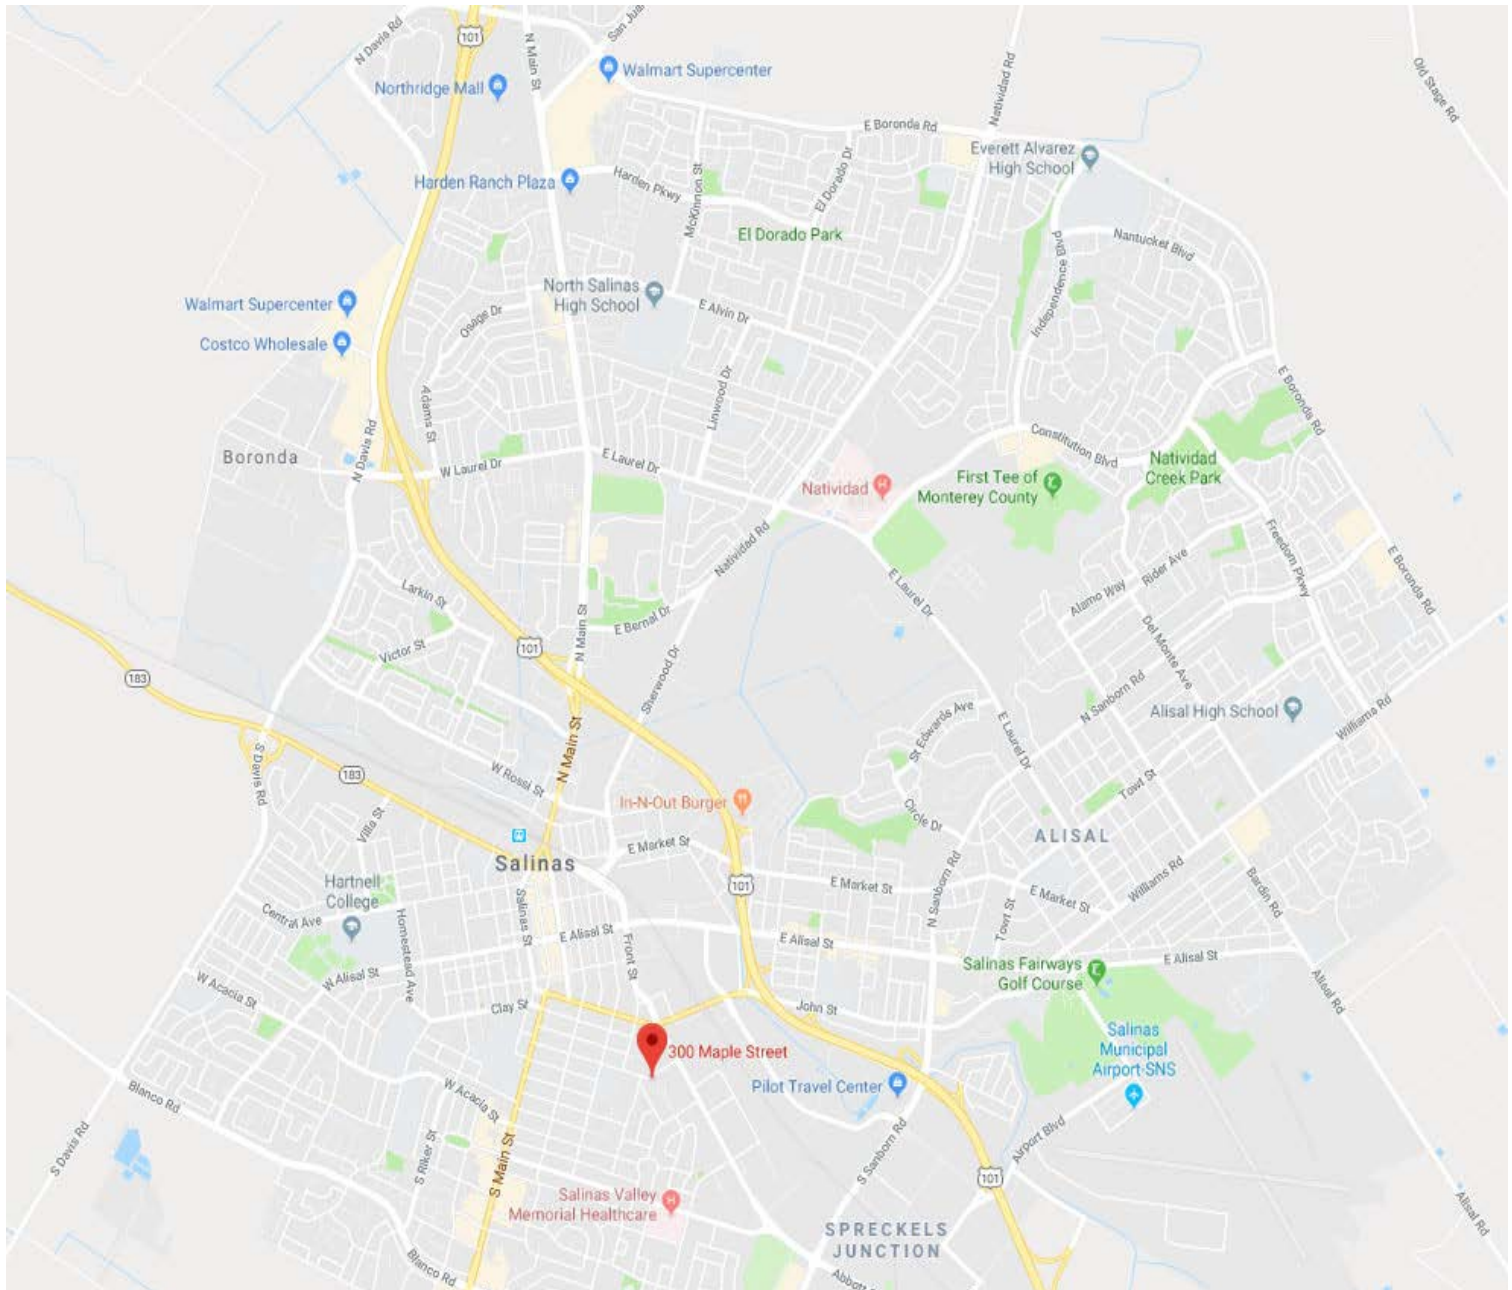 N Davis Rd
101
N Main St
San Jua
Walmart Supercenter
Northridge Mall
Natividad Rd
Old Stage Rd
E Boronda Rd
Everett Alvarez
High School
Harden Ranch Plaza
Harden Pkwy
McKinnon St
El Dorado Dr
El Dorado Park
Independence Blvd
Nantucket Blvd
North Salinas
High School
Walmart Supercenter
Costco Wholesale
Osage Dr
E Alvin Dr
Linwood Dr
Adams St
E Boronda Rd
Boronda
N Davis Rd
W Laurel Dr
E Laurel Dr
Constitution Blvd
Natividad
First Tee of
Monterey County
Natividad
Creek Park
Natividad Rd
Freedom Pkwy
E Boronda Rd
Larkin St
E Laurel Dr
Alamo Way
Rider Ave
Victor St
N Main St
E Bernal Dr
Del Monte Ave
101
183
Sherwood Dr
N Sanborn Rd
Alisal High School
Williams Rd
St Edwards Ave
E Laurel Dr
S Davis Rd
183
N Main St
W Rossi St
Towt St
In-N-Out Burger
Circle Dr
Villa St
ALISAL
E Market St
Salinas
Hartnell
College
101
E Market St
N Sanborn Rd
E Market St
Williams Rd
Bardin Rd
Central Ave
Homestead Ave
Salinas St
E Alisal St
Front St
E Alisal St
Towt St
E Alisal St
W Alisal St
Salinas Fairways
Golf Course
W Acacia St
Clay St
John St
Alisal Rd
300 Maple Street
Salinas
Municipal
Airport-SNS
Pilot Travel Center
Blanco Rd
W Acacia St
S Davis Rd
S Riker St
S Main St
S Sanborn Rd
Airport Blvd
101
Salinas Valley
Memorial Healthcare
Alisal Rd
SPRECKELS
JUNCTION
Blanco Rd
Abbott